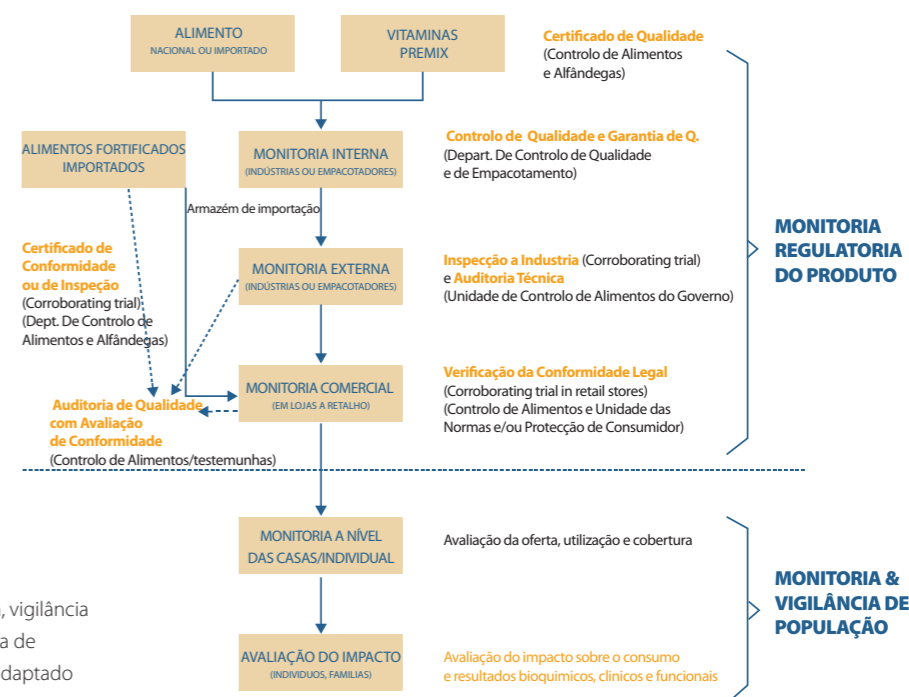 ALIMENTO
NACIONAL OU IMPORTADO
VITAMINAS
PREMIX
Certificado de Qualidade
(Controlo de Alimentos
e Alfândegas)
ALIMENTOS FORTIFICADOS
IMPORTADOS
MONITORIA INTERNA
(INDÚSTRIAS OU EMPACOTADORES)
Controlo de Qualidade e Garantia de Q.
(Depart. De Controlo de Qualidade
e de Empacotamento)
Armazém de importação
MONITORIA
REGULATORIA
DO PRODUTO
Certificado de
Conformidade
ou de Inspeção
(Corroborating trial)
(Dept. De Controlo de
Alimentos e Alfândegas)
MONITORIA EXTERNA
(INDÚSTRIAS OU EMPACOTADORES)
Inspecção a Industria (Corroborating trial)
e Auditoria Técnica
(Unidade de Controlo de Alimentos do Governo)
MONITORIA COMERCIAL
(EM LOJAS A RETALHO)
Verificação da Conformidade Legal
(Corroborating trial in retail stores)
(Controlo de Alimentos e Unidade das
Normas e/ou Protecção de Consumidor)
Auditoria de Qualidade
com Avaliação
de Conformidade
(Controlo de Alimentos/testemunhas)
MONITORIA A NÍVEL
DAS CASAS/INDIVIDUAL
Avaliação da oferta, utilização e cobertura
MONITORIA &
VIGILÂNCIA DE
POPULAÇÃO
, vigilância
a de
daptado
AVALIAÇÃO DO IMPACTO
(INDIVIDUOS, FAMILIAS)
Avaliação do impacto sobre o consumo
e resultados bioquimicos, clinicos e funcionais